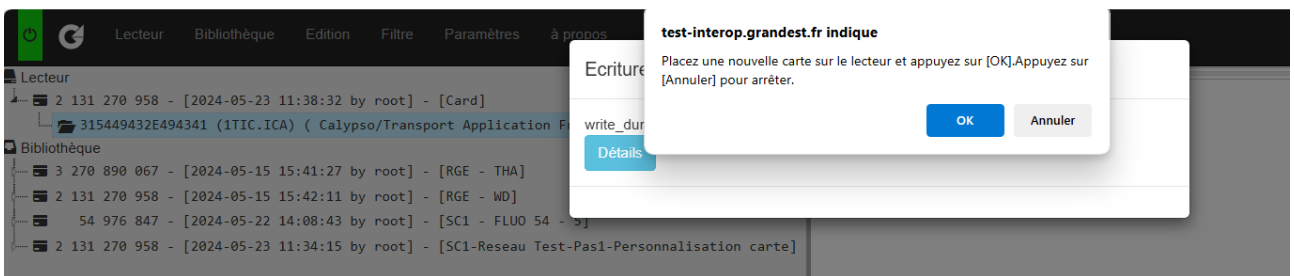 Lecteur Bibliothèque Edition Filtre Paramètres à propos
test-interop.grandest.fr indique
Placez une nouvelle carte sur le lecteur et appuyez sur [OK].Appuyez sur
[Annuler] pour arrêter.
OK Annuler
Ecriture
Détails
Lecteur
2 131 270 958 - [2024-05-23 11:38:32 by root] - [Card]
315449432E494341 (1TIC.ICA) ( Calypso/Transport Application
Bibliothèque
3 270 890 067 - [2024-05-15 15:41:27 by root] - [RGE - THA]
2 131 270 958 - [2024-05-15 15:42:11 by root] - [RGE - WD]
54 976 847 - [2024-05-22 14:08:43 by root] - [SC1 - FLUO 54 - 5]
2 131 270 958 - [2024-05-23 11:34:15 by root] - [SC1-Reseau Test-Pas1-Personnalisation carte]